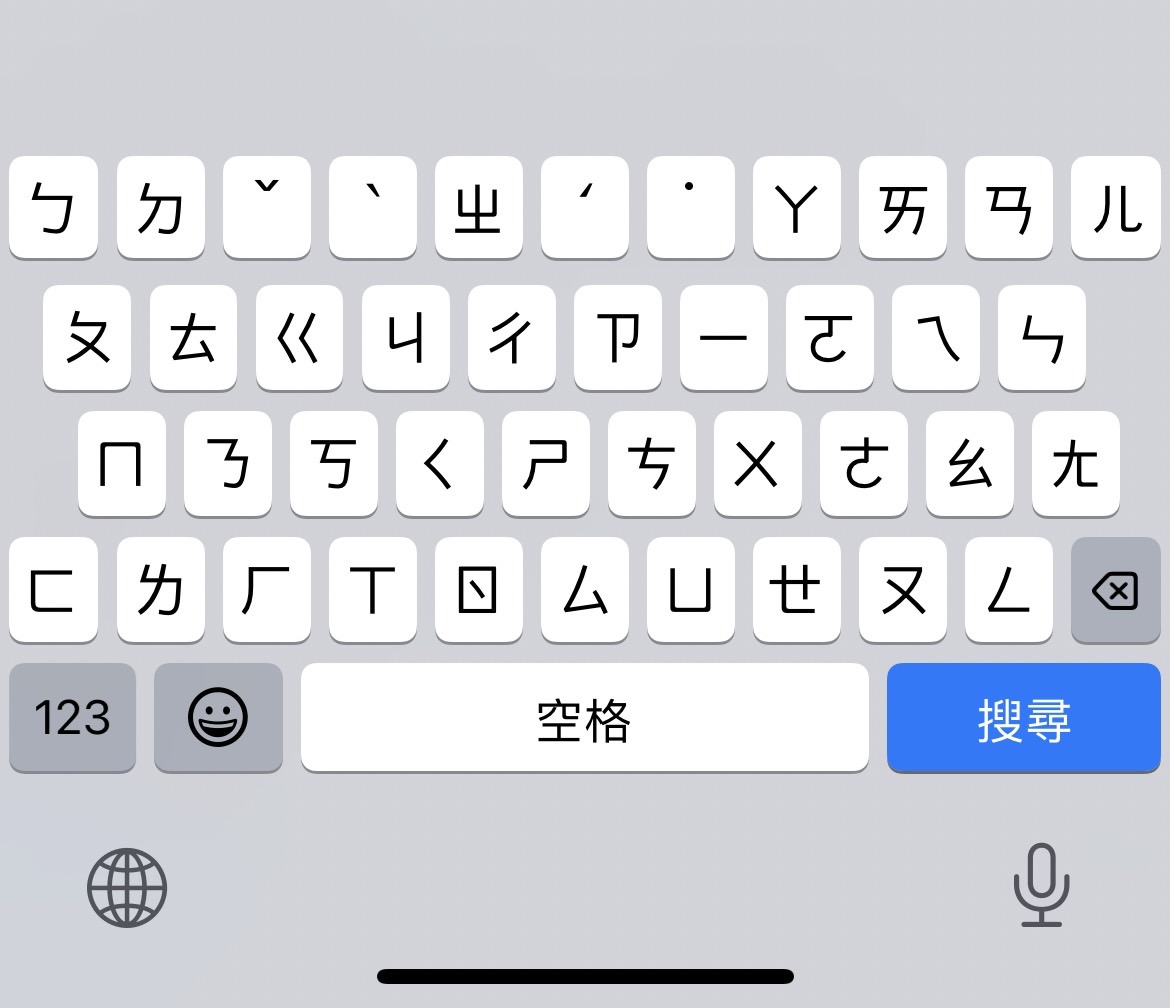 ㄅ ㄉ ˇ ˋ ㄓ ˊ ˙ ㄚ ㄞ ㄢ ㄦ
ㄆ ㄊ ㄍ ㄐ ㄔ ㄗ ㄧ ㄛ ㄟ ㄣ
ㄇ ㄋ ㄎ ㄑ ㄕ ㄘ ㄨ ㄜ ㄠ ㄤ
ㄈ ㄌ ㄏ ㄒ ㄖ ㄙ ㄩ ㄝ ㄡ ㄥ
123 空格 搜尋